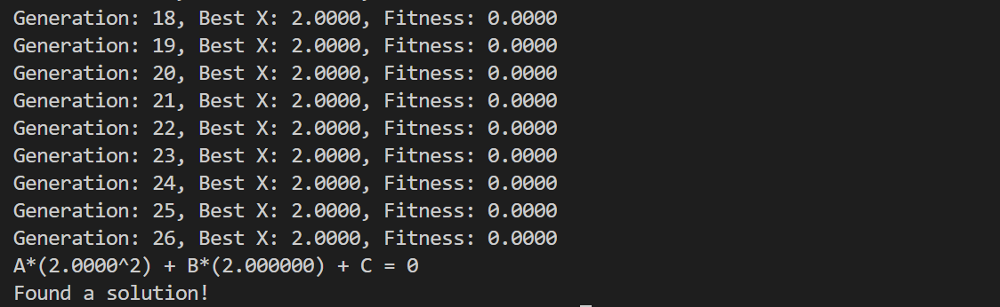 Generation: 18, Best X: 2.0000, Fitness: 0.0000
Generation: 19, Best X: 2.0000, Fitness: 0.0000
Generation: 20, Best X: 2.0000, Fitness: 0.0000
Generation: 21, Best X: 2.0000, Fitness: 0.0000
Generation: 22, Best X: 2.0000, Fitness: 0.0000
Generation: 23, Best X: 2.0000, Fitness: 0.0000
Generation: 24, Best X: 2.0000, Fitness: 0.0000
Generation: 25, Best X: 2.0000, Fitness: 0.0000
Generation: 26, Best X: 2.0000, Fitness: 0.0000
A*(2.0000^2) + B*(2.000000) + C = 0
Found a solution!